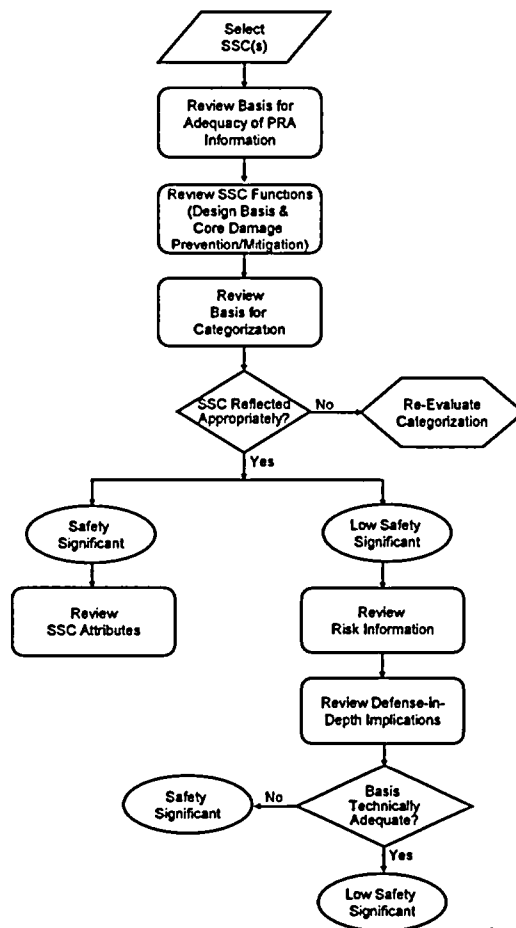 Select
SSC(s)
Review Basis for
Adequacy of PRA
Information
Review SSC Functions
(Design Basis &
Core Damage
Prevention/Mitigation)
Review
Basis for
Categorization
SSC Reflected
Appropriately?
No
Re-Evaluate
Categorization
Yes
Safety
Significant
Low Safety
Significant
Review
SSC Attributes
Review
Risk Information
Review Defense-in-
Depth Implications
Basis
Technically
Adequate?
No
Safety
Significant
Yes
Low Safety
Significant